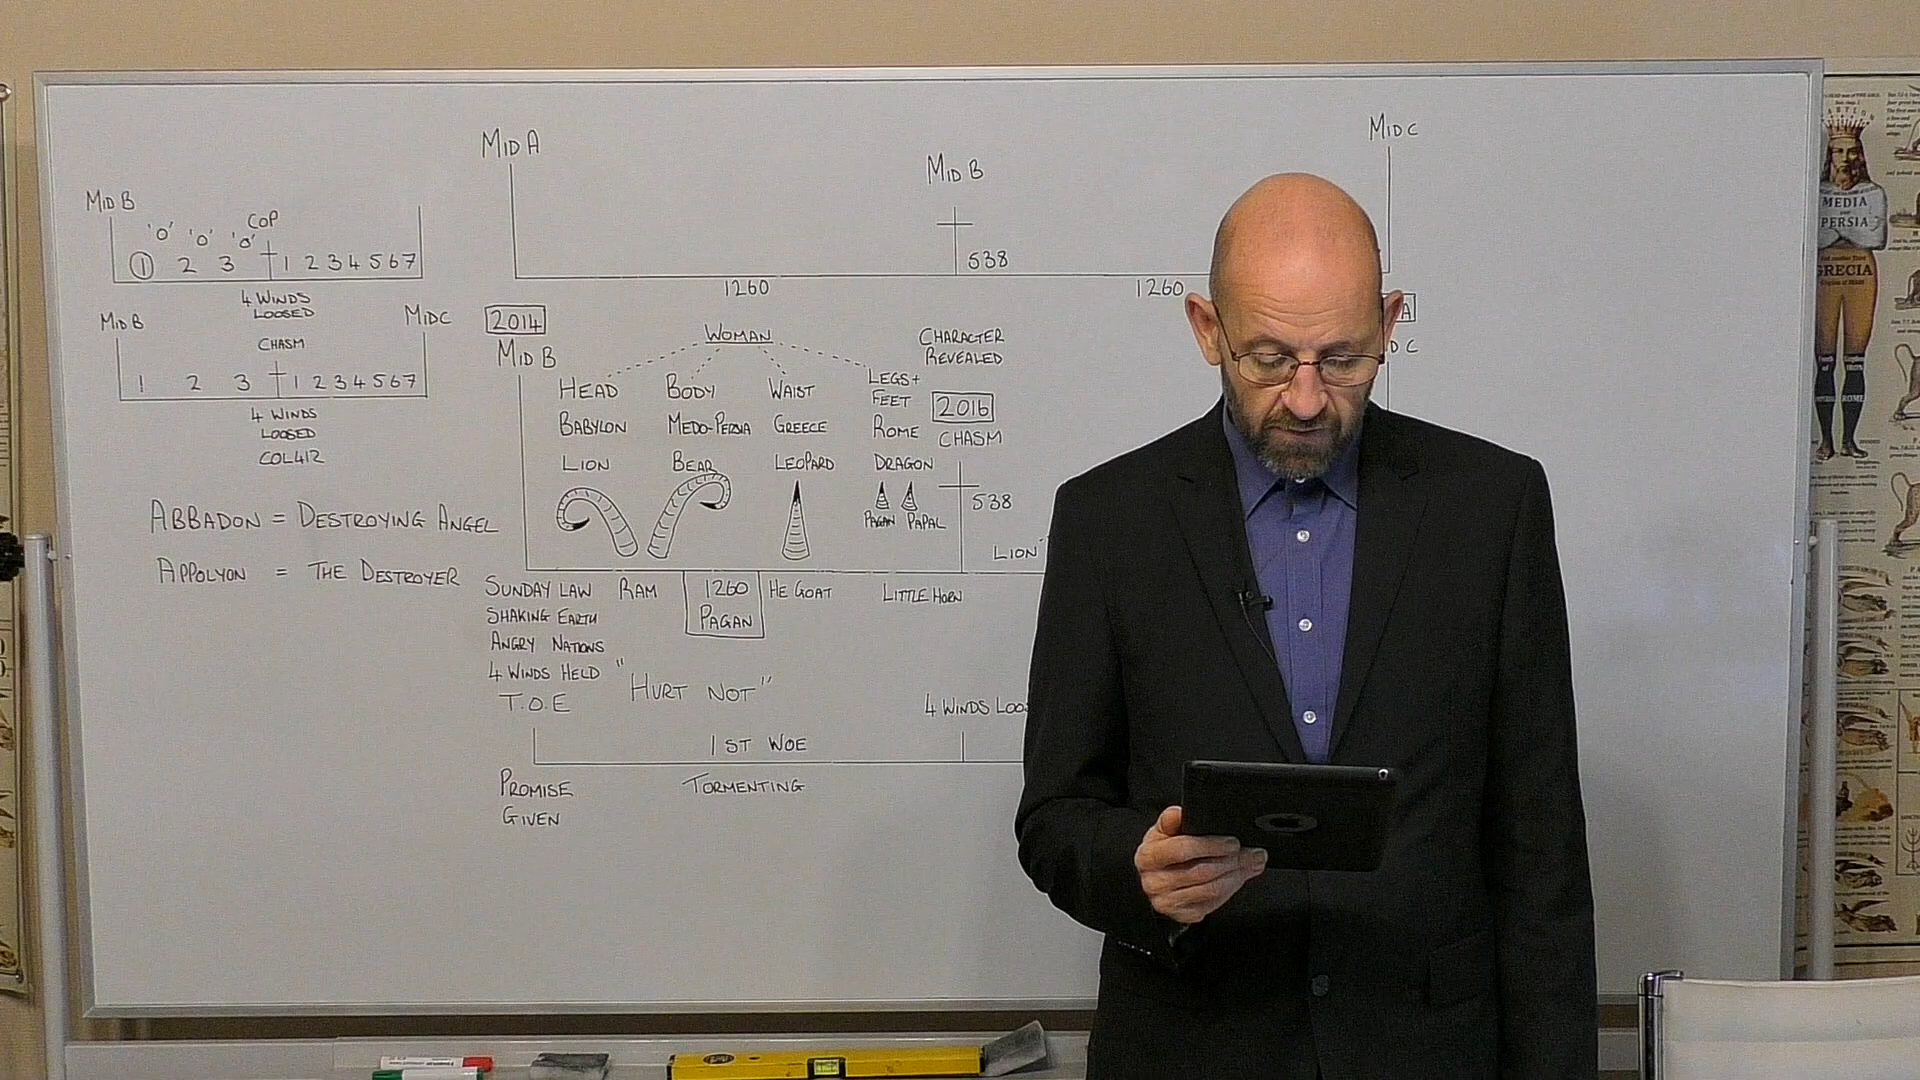 MID A
MID B
MID C
538
1260
1260
MID B
'0' '0' '0' COP
1 2 3 1 2 3 4 5 6 7
4 WINDS
LOOSED
MID B
MID C
CHASM
1 2 3 1 2 3 4 5 6 7
4 WINDS
LOOSED
COL412
ABBADON = DESTROYING ANGEL
APPOLYON = THE DESTROYER
2014
MID B
WOMAN
CHARACTER
REVEALED
A
D C
HEAD BODY WAIST LEGS+
FEET
2016
BABYLON MEDO-PERSIA GREECE ROME
CHASM
LION BEAR LEOPARD DRAGON
PAGAN PAPAL
538
LION
SUNDAY LAW RAM 1260 HE GOAT LITTLE HORN
PAGAN
SHAKING EARTH
ANGRY NATIONS
4 WINDS HELD "HURT NOT"
T.O.E
4 WINDS LOOS
1ST WOE
PROMISE
GIVEN
TORMENTING
MEDIA
PERSIA
GRECIA
ROME